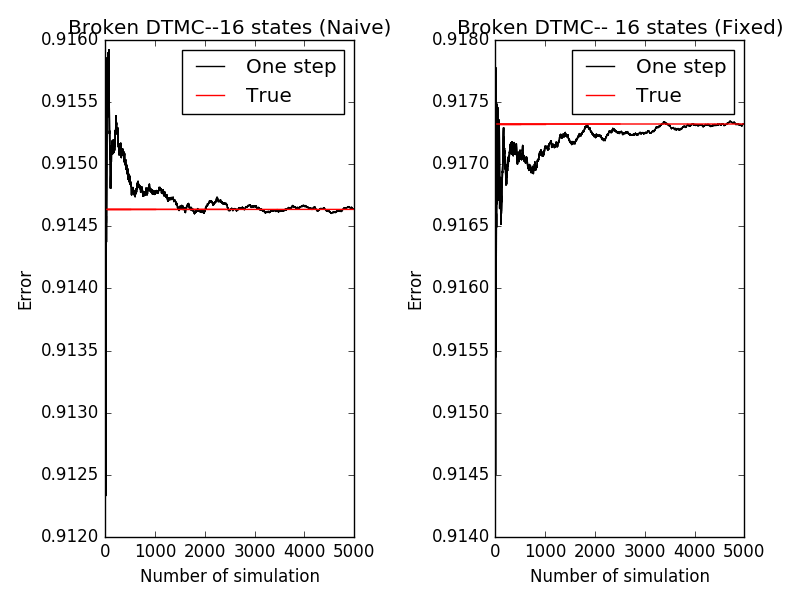 Broken DTMC--16 states (Naive)
0.9160
0.9155
0.9150
0.9145
0.9140
0.9135
0.9130
0.9125
0.9120
Error
0 1000 2000 3000 4000 5000
Number of simulation
One step
True
Broken DTMC-- 16 states (Fixed)
0.9180
0.9175
0.9170
0.9165
0.9160
0.9155
0.9150
0.9145
0.9140
Error
0 1000 2000 3000 4000 5000
Number of simulation
One step
True